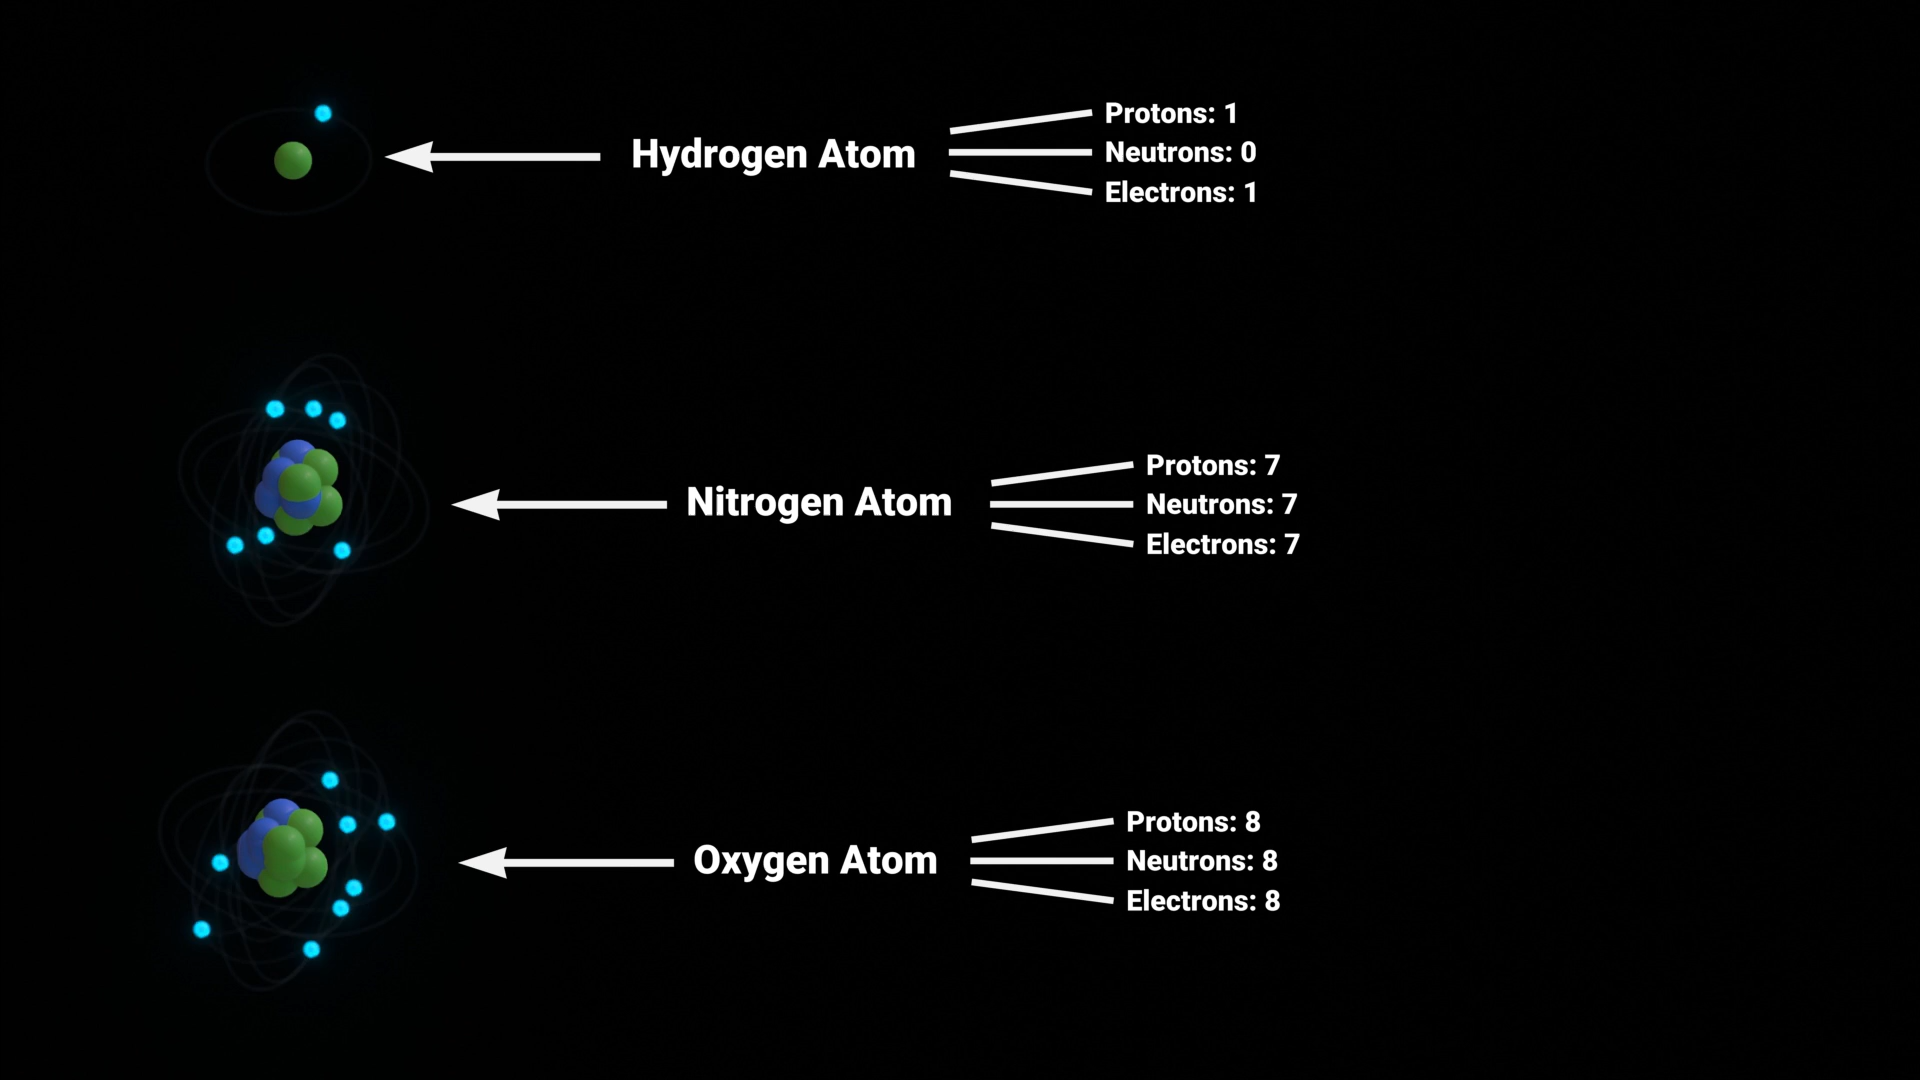 Hydrogen Atom
Protons: 1
Neutrons: 0
Electrons: 1
Nitrogen Atom
Protons: 7
Neutrons: 7
Electrons: 7
Oxygen Atom
Protons: 8
Neutrons: 8
Electrons: 8